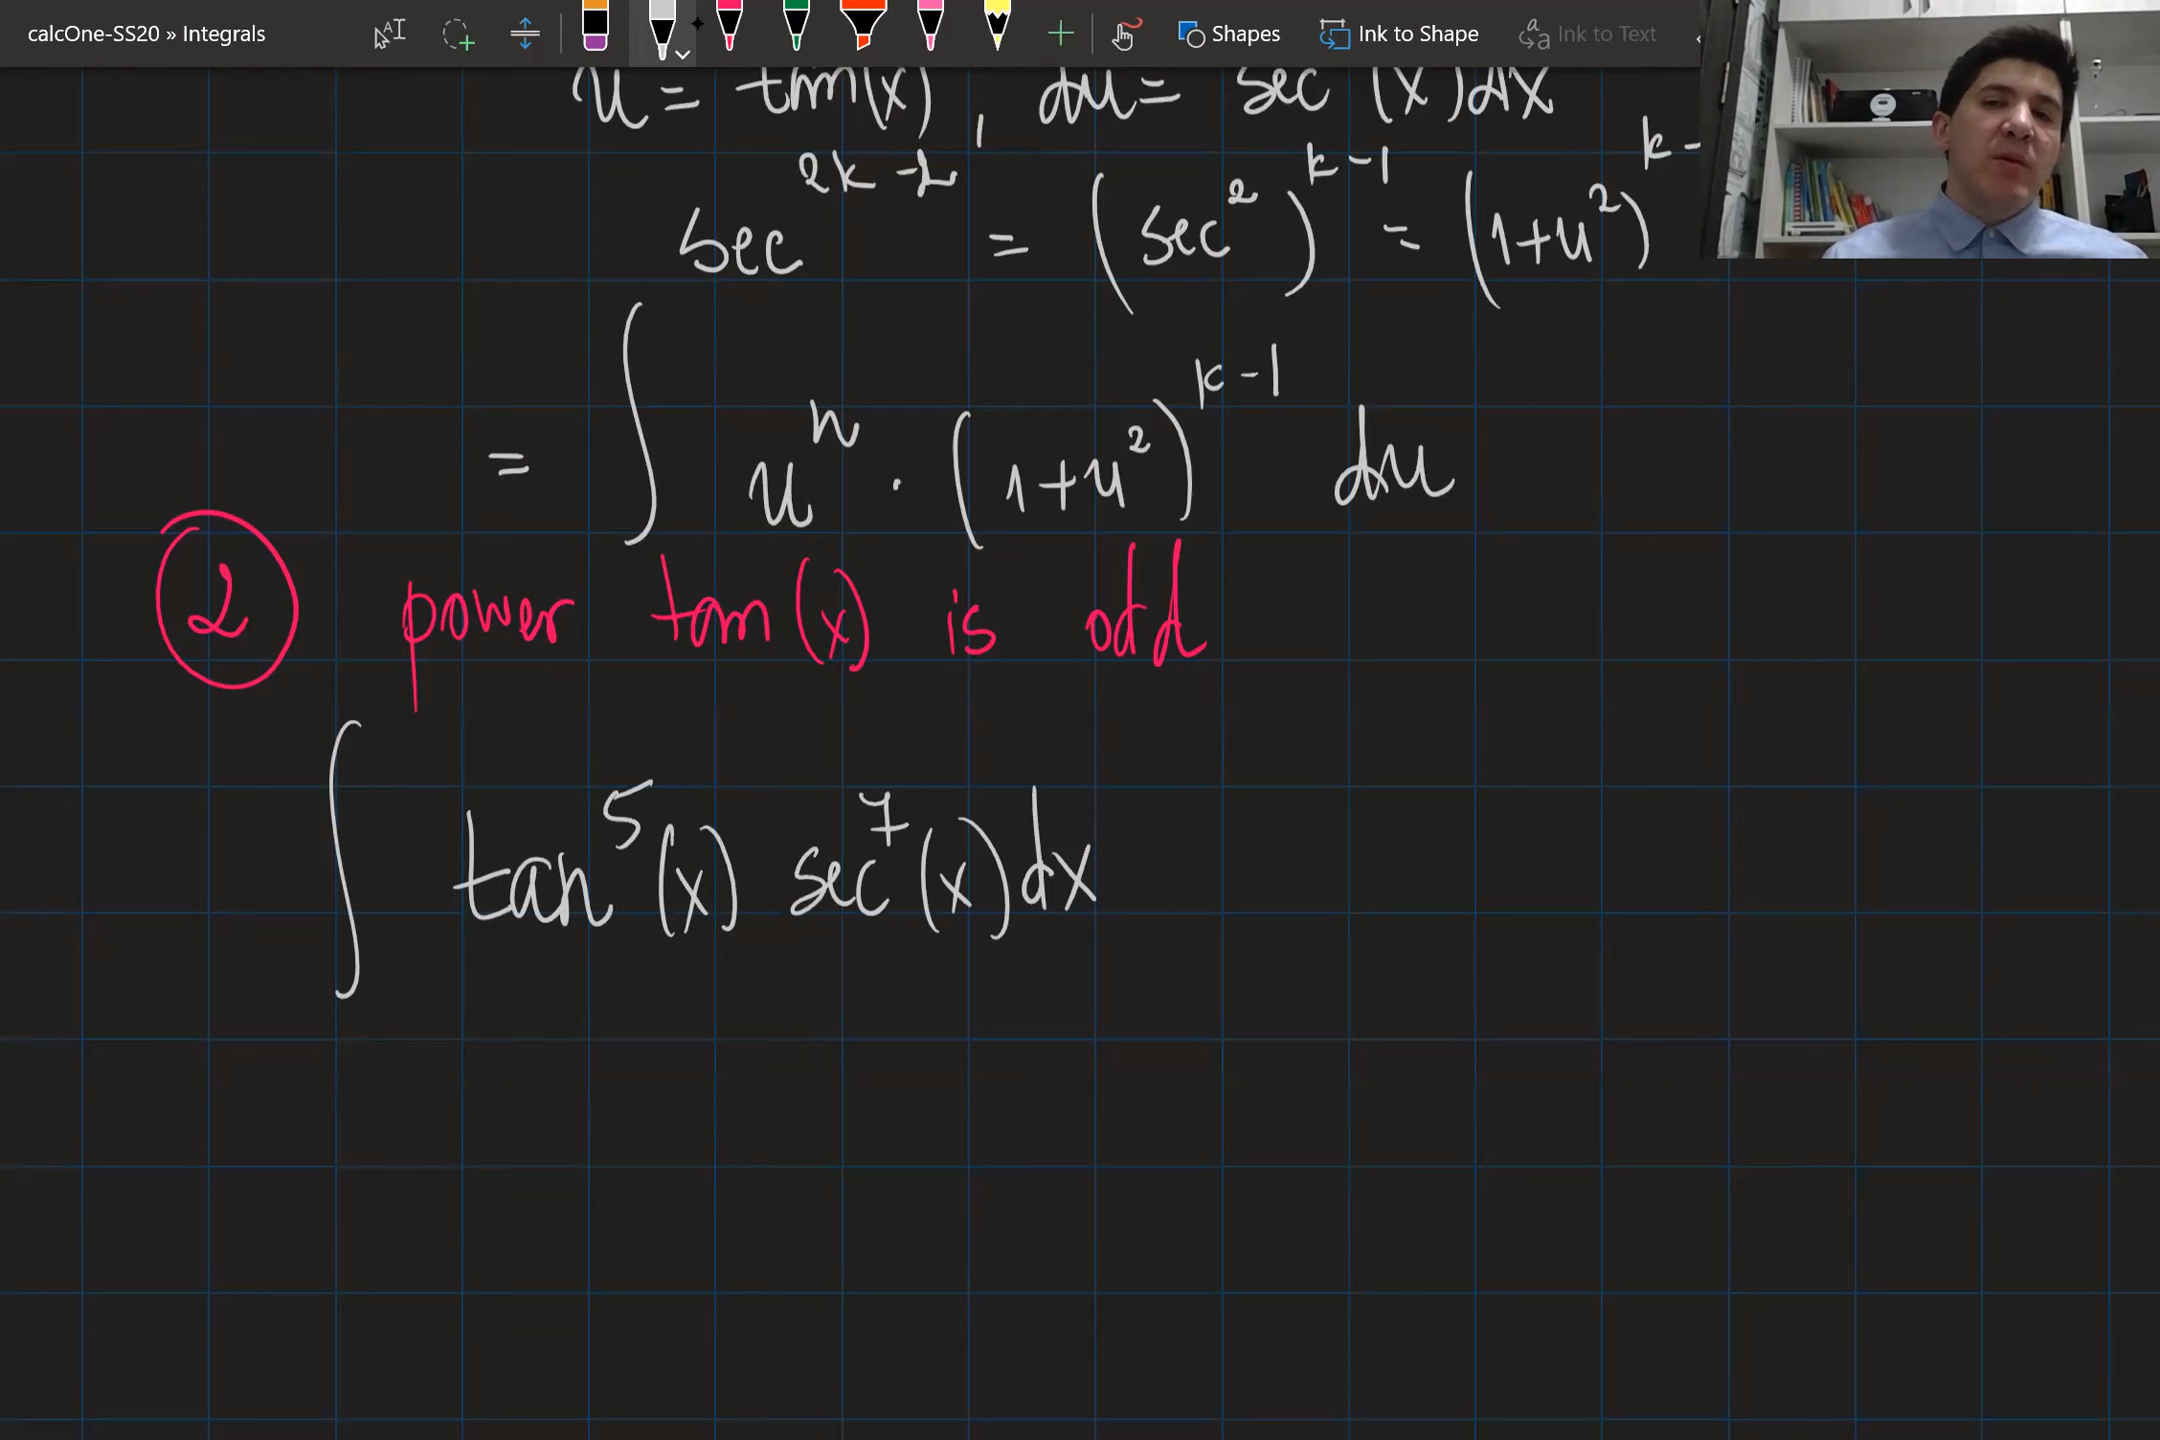 calcOne-SS20 » Integrals Shapes Ink to Shape Ink to Text
u = tan(x), du = sec (x)dx
sec^{2k-2} = (sec^2)^{k-1} = (1+u^2)^{k-
= ∫ u^n · (1+u^2)^{k-1} du
② power tan(x) is odd
∫ tan^5(x) sec^7(x)dx